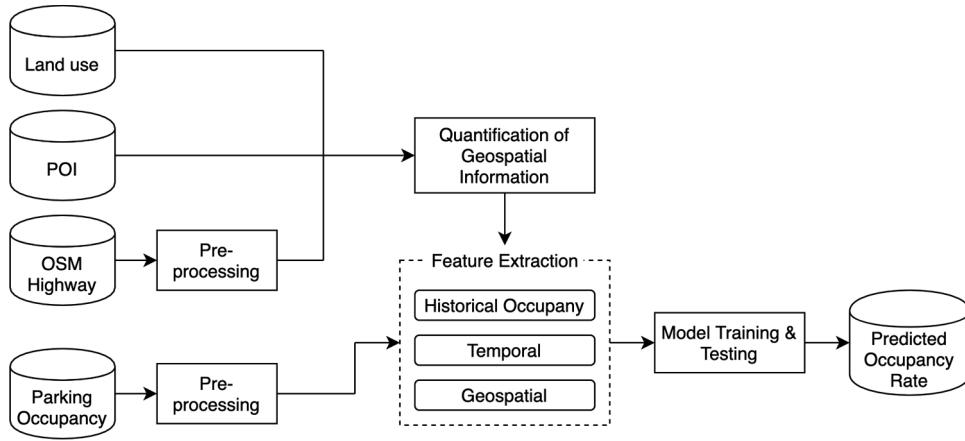 Land use
POI
OSM
Highway
Pre-
processing
Parking
Occupancy
Pre-
processing
Quantification of
Geospatial
Information
Feature Extraction
Historical Occupany
Temporal
Geospatial
Model Training &
Testing
Predicted
Occupancy
Rate